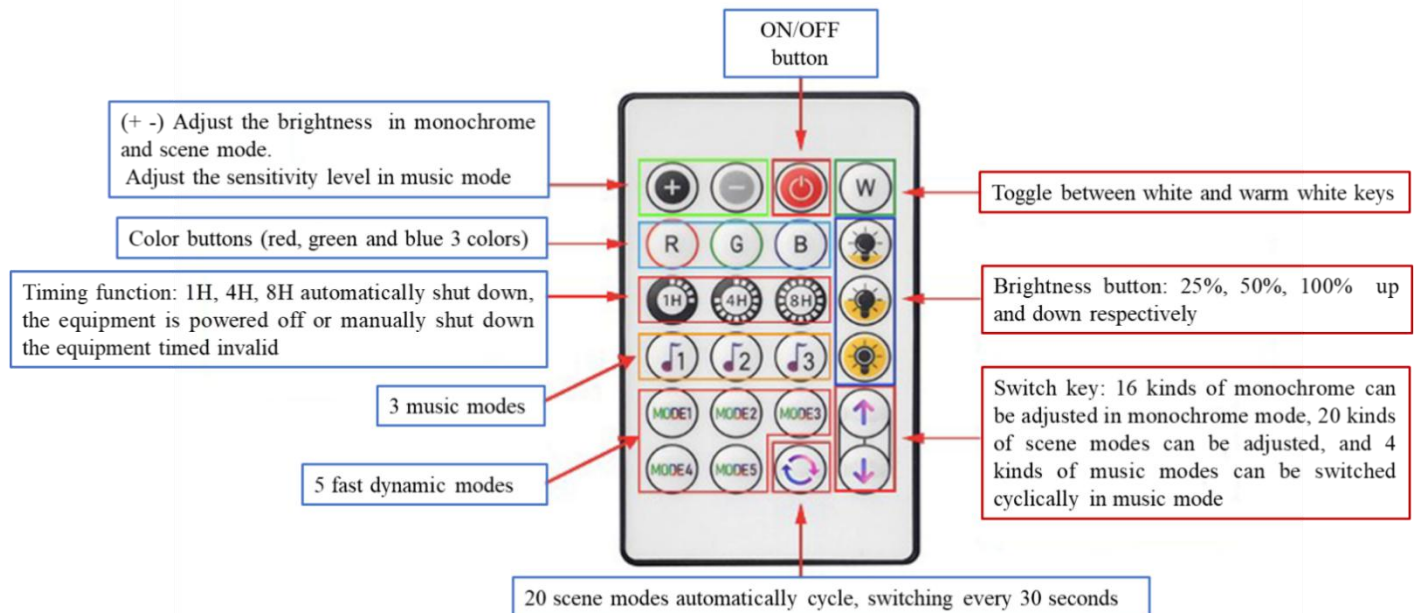 ON/OFF
button
(+ -) Adjust the brightness in monochrome
and scene mode.
Adjust the sensitivity level in music mode
Color buttons (red, green and blue 3 colors)
Timing function: 1H, 4H, 8H automatically shut down,
the equipment is powered off or manually shut down
the equipment timed invalid
3 music modes
5 fast dynamic modes
+ - W
R G B
1H 4H 8H
1 2 3
MODE1 MODE2 MODE3
MODE4 MODE5
Toggle between white and warm white keys
Brightness button: 25%, 50%, 100% up
and down respectively
Switch key: 16 kinds of monochrome can
be adjusted in monochrome mode, 20 kinds
of scene modes can be adjusted, and 4
kinds of music modes can be switched
cyclically in music mode
20 scene modes automatically cycle, switching every 30 seconds